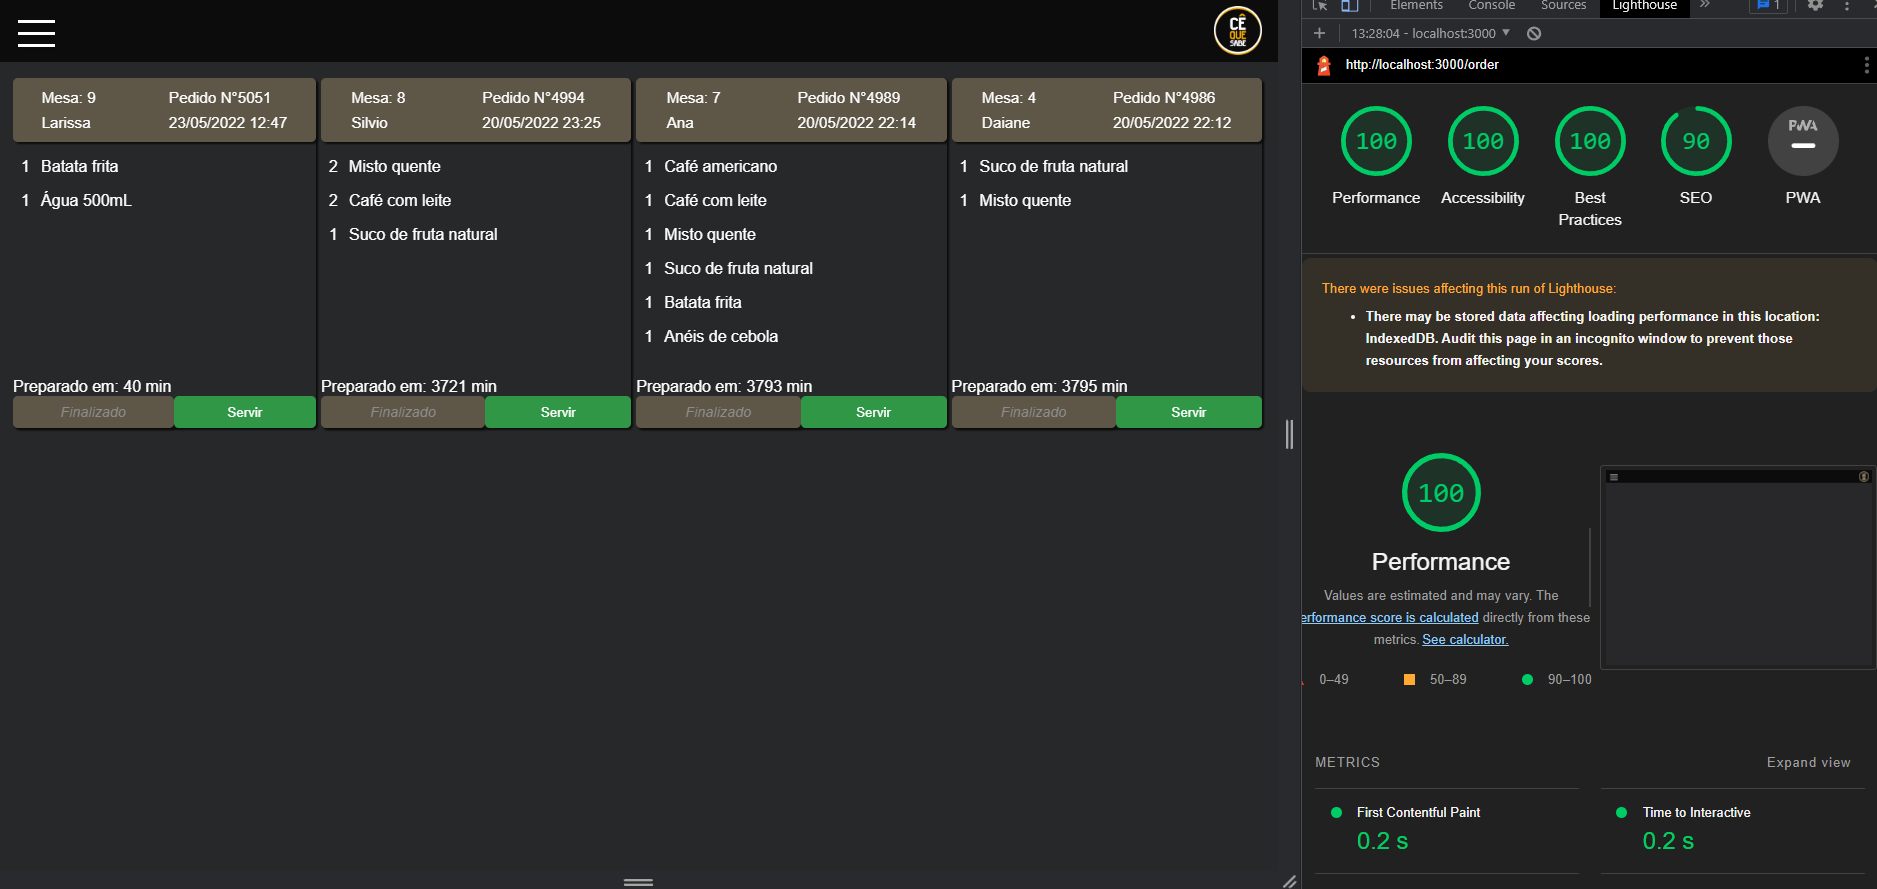 CÊ
QUE
SABE
Mesa: 9 Pedido N°5051
Larissa 23/05/2022 12:47
1 Batata frita
1 Água 500mL
Preparado em: 40 min
Finalizado Servir
Mesa: 8 Pedido N°4994
Silvio 20/05/2022 23:25
2 Misto quente
2 Café com leite
1 Suco de fruta natural
Preparado em: 3721 min
Finalizado Servir
Mesa: 7 Pedido N°4989
Ana 20/05/2022 22:14
1 Café americano
1 Café com leite
1 Misto quente
1 Suco de fruta natural
1 Batata frita
1 Anéis de cebola
Preparado em: 3793 min
Finalizado Servir
Mesa: 4 Pedido N°4986
Daiane 20/05/2022 22:12
1 Suco de fruta natural
1 Misto quente
Preparado em: 3795 min
Finalizado Servir
Elements Console Sources Lighthouse » 1
13:28:04 - localhost:3000
http://localhost:3000/order
100 100 100 90 PWA
Performance Accessibility Best Practices SEO PWA
There were issues affecting this run of Lighthouse:
• There may be stored data affecting loading performance in this location:
IndexedDB. Audit this page in an incognito window to prevent those
resources from affecting your scores.
100
Performance
Values are estimated and may vary. The
erformance score is calculated directly from these
metrics. See calculator.
0–49 50–89 90–100
METRICS Expand view
First Contentful Paint Time to Interactive
0.2 s 0.2 s